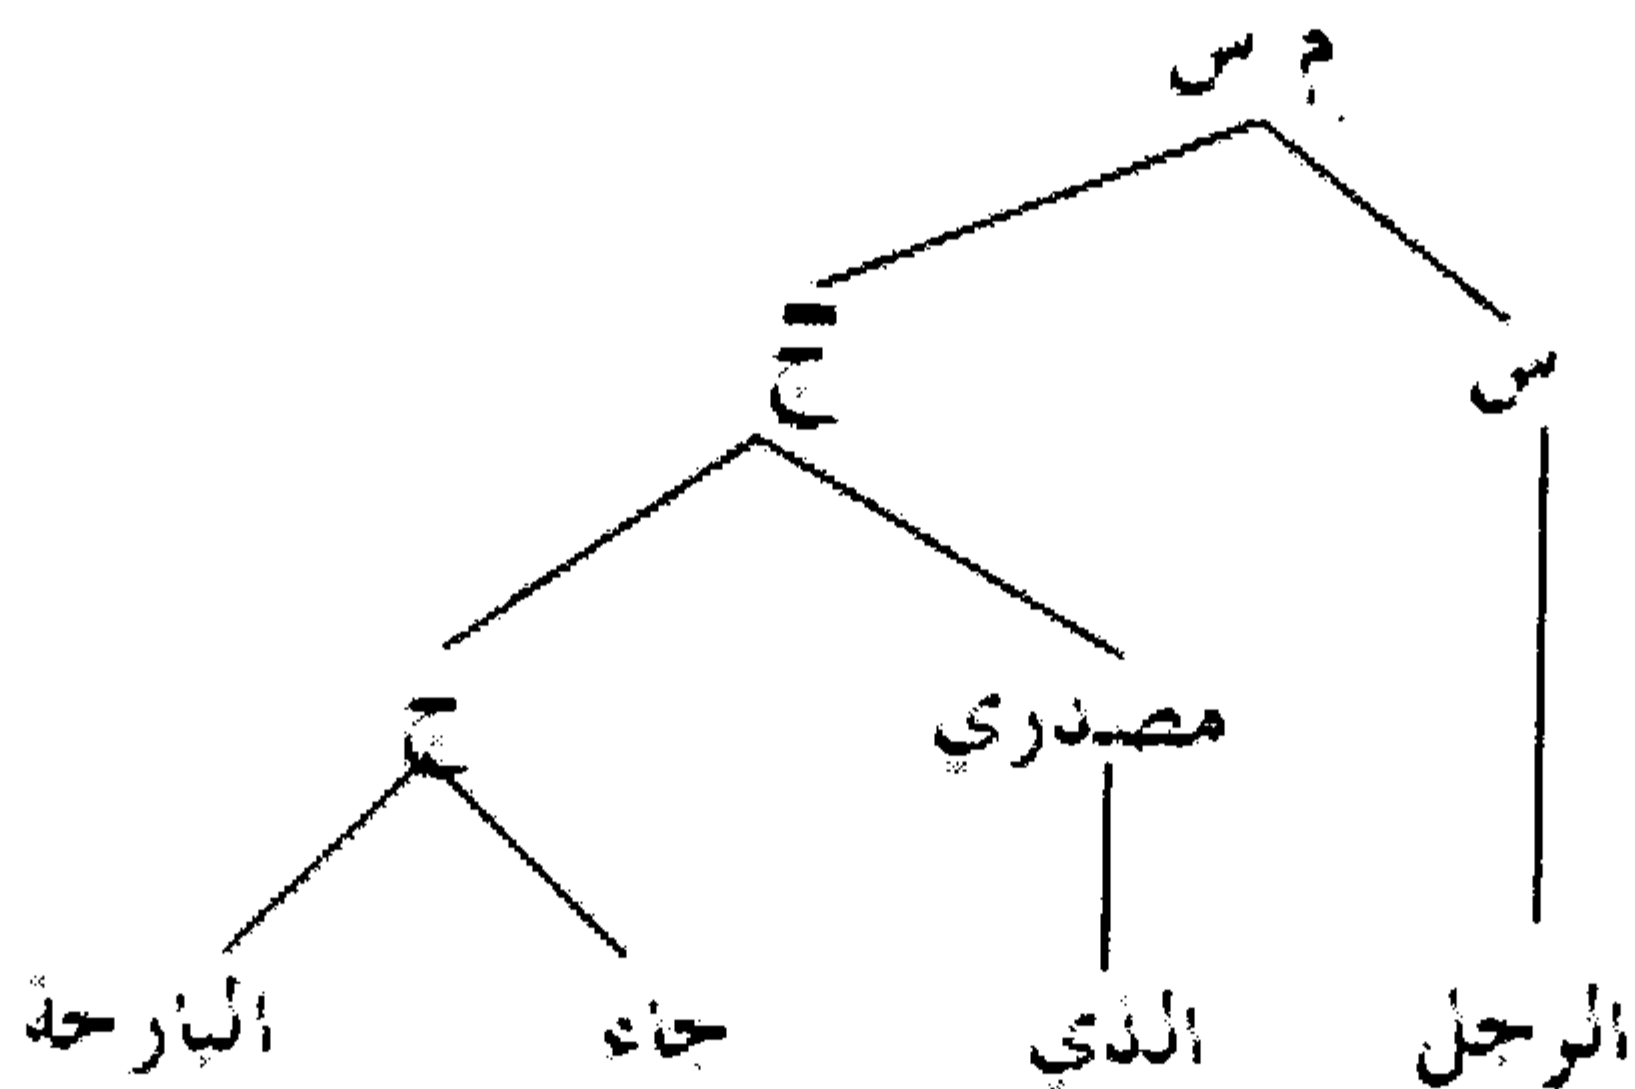 م س
ج
س
ج
مصدري
الرجل الذي جاء البارحة